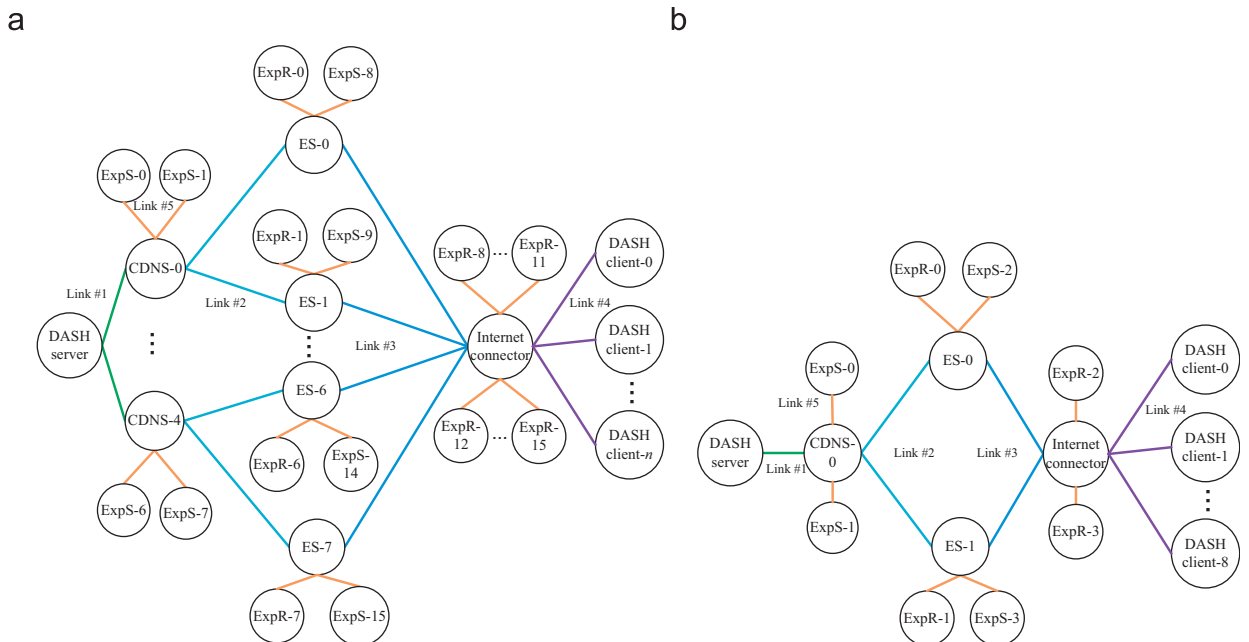 a
ExpR-0
ExpS-8
ES-0
ExpS-0
ExpS-1
Link #5
CDNS-0
ExpR-1
ExpS-9
Link #1
Link #2
ES-1
DASH
server
⋮
⋮
Link #3
ES-6
CDNS-4
ExpR-6
ExpS-
14
ExpS-6
ExpS-7
ES-7
ExpR-7
ExpS-15
ExpR-8
...
ExpR-
11
Internet
connector
ExpR-
12
...
ExpR-
15
Link #4
DASH
client-0
DASH
client-1
⋮
DASH
client-n
b
ExpR-0
ExpS-2
ES-0
ExpS-0
Link #5
DASH
server
Link #1
CDNS-
0
ExpS-1
Link #2
Link #3
ES-1
ExpR-1
ExpS-3
ExpR-2
Internet
connector
ExpR-3
Link #4
DASH
client-0
DASH
client-1
⋮
DASH
client-8